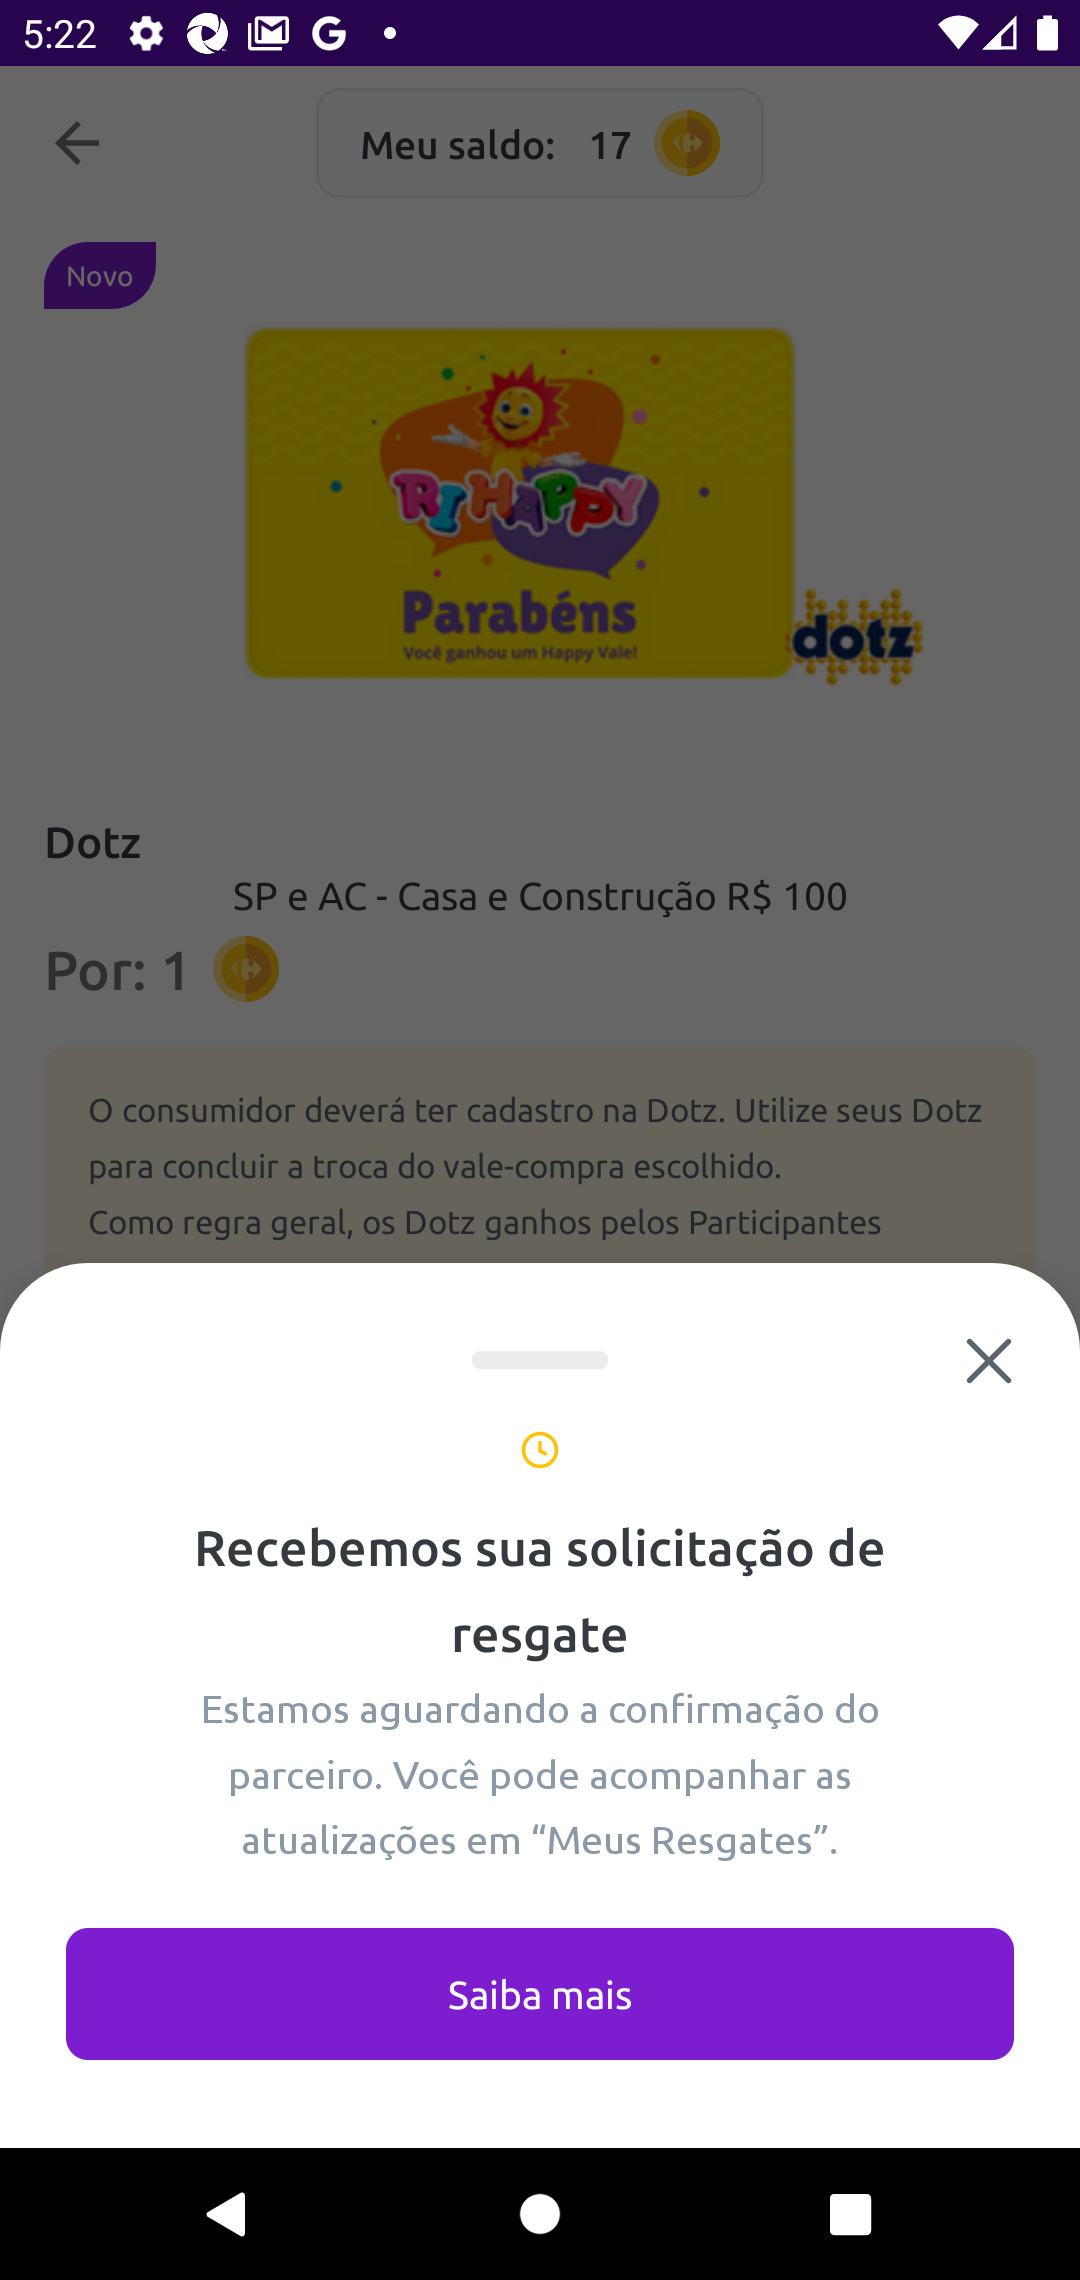 5:22
Meu saldo: 17
Novo
RIHAPPY
Parabéns
Você ganhou um Happy Vale!
dotz
Dotz
SP e AC - Casa e Construção R$ 100
Por: 1
O consumidor deverá ter cadastro na Dotz. Utilize seus Dotz
para concluir a troca do vale-compra escolhido.
Como regra geral, os Dotz ganhos pelos Participantes
Recebemos sua solicitação de
resgate
Estamos aguardando a confirmação do
parceiro. Você pode acompanhar as
atualizações em “Meus Resgates”.
Saiba mais